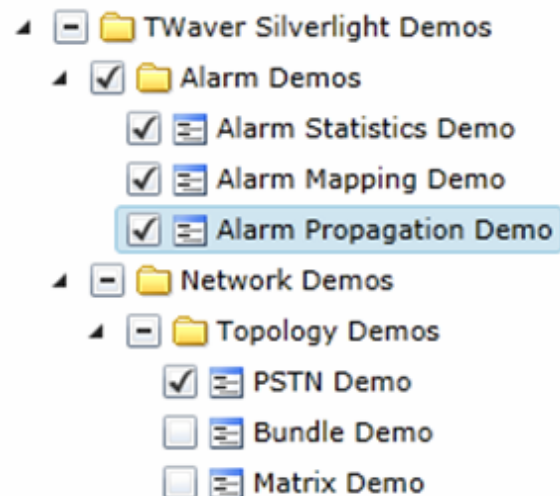 TWaver Silverlight Demos
Alarm Demos
Alarm Statistics Demo
Alarm Mapping Demo
Alarm Propagation Demo
Network Demos
Topology Demos
PSTN Demo
Bundle Demo
Matrix Demo